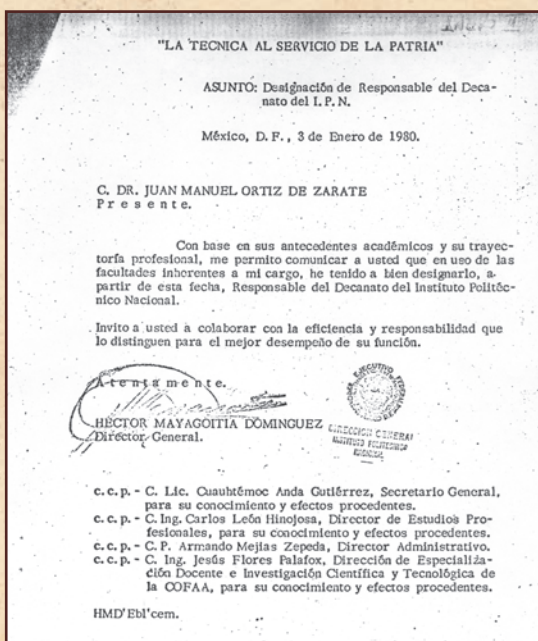 "LA TECNICA AL SERVICIO DE LA PATRIA"
ASUNTO: Designación de Responsable del Deca-
nato del I. P. N.
México, D. F., 3 de Enero de 1980.
C. DR. JUAN MANUEL ORTIZ DE ZARATE
P r e s e n t e.
Con base en sus antecedentes académicos y su trayec-
toría profesional, me permito comunicar a usted que en uso de las
facultades inherentes a mi cargo, he tenido a bien designarlo, a
partir de esta fecha, Responsable del Decanato del Instituto Politéc-
nico Nacional.
Invito a usted a colaborar con la eficiencia y responsabilidad que
lo distinguen para el mejor desempeño de su función.
A t e n t a m e n t e.
HECTOR MAYAGOITIA DOMINGUEZ
Director General.
DIRECCION GENERAL
INSTITUTO POLITECNICO
NACIONAL
c. c. p. - C. Lic. Cuauhtémoc Anda Gutiérrez, Secretario General,
para su conocimiento y efectos procedentes.
c. c. p. - C. Ing. Carlos León Hinojosa, Director de Estudios Pro-
fesionales, para su conocimiento y efectos procedentes.
c. c. p. - C. P. Armando Mejias Zepeda, Director Administrativo.
c. c. p. - C. Ing. Jesús Flores Palafox, Dirección de Especializa-
ción Docente e Investigación Científica y Tecnológica de
la COFAA, para su conocimiento y efectos procedentes.
HMD'Ebl'cem.